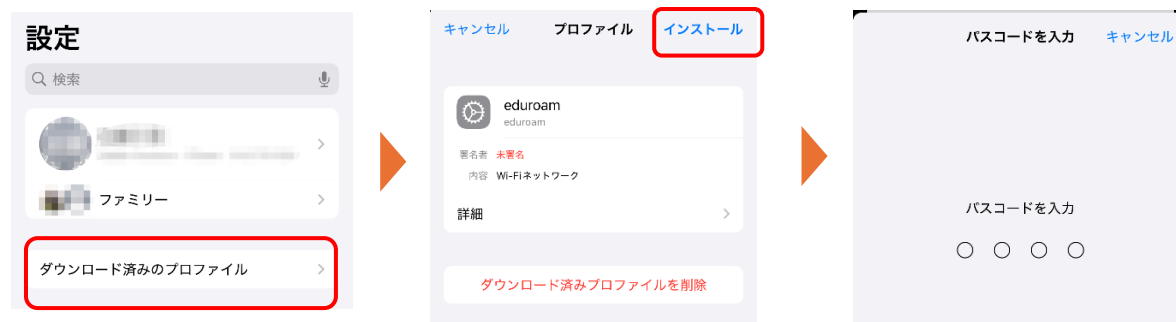 設定
検索
ファミリー
ダウンロード済みのプロファイル
キャンセル プロファイル インストール
eduroam
eduroam
署名者 未署名
内容 Wi-Fiネットワーク
詳細
ダウンロード済みプロファイルを削除
パスコードを入力 キャンセル
パスコードを入力